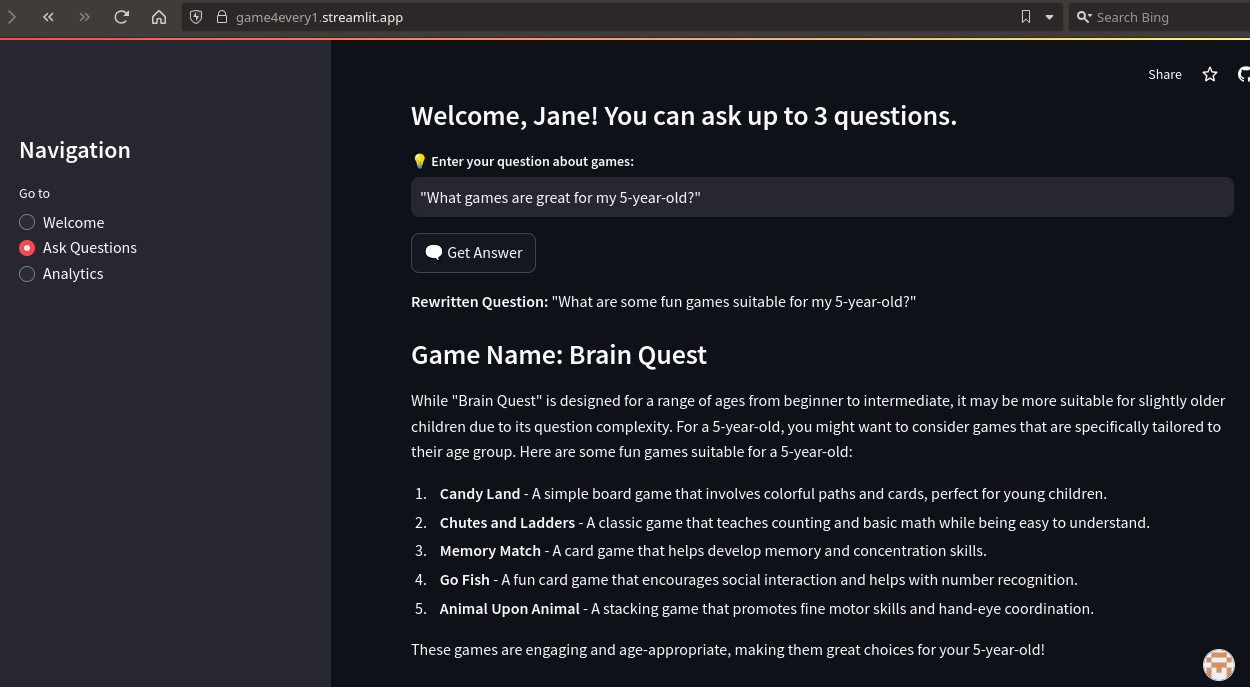 game4every1.streamlit.app
Search Bing
Share
Navigation
Go to
Welcome
Ask Questions
Analytics
Welcome, Jane! You can ask up to 3 questions.
💡 Enter your question about games:
"What games are great for my 5-year-old?"
Get Answer
Rewritten Question: "What are some fun games suitable for my 5-year-old?"
Game Name: Brain Quest
While "Brain Quest" is designed for a range of ages from beginner to intermediate, it may be more suitable for slightly older
children due to its question complexity. For a 5-year-old, you might want to consider games that are specifically tailored to
their age group. Here are some fun games suitable for a 5-year-old:
1. Candy Land - A simple board game that involves colorful paths and cards, perfect for young children.
2. Chutes and Ladders - A classic game that teaches counting and basic math while being easy to understand.
3. Memory Match - A card game that helps develop memory and concentration skills.
4. Go Fish - A fun card game that encourages social interaction and helps with number recognition.
5. Animal Upon Animal - A stacking game that promotes fine motor skills and hand-eye coordination.
These games are engaging and age-appropriate, making them great choices for your 5-year-old!